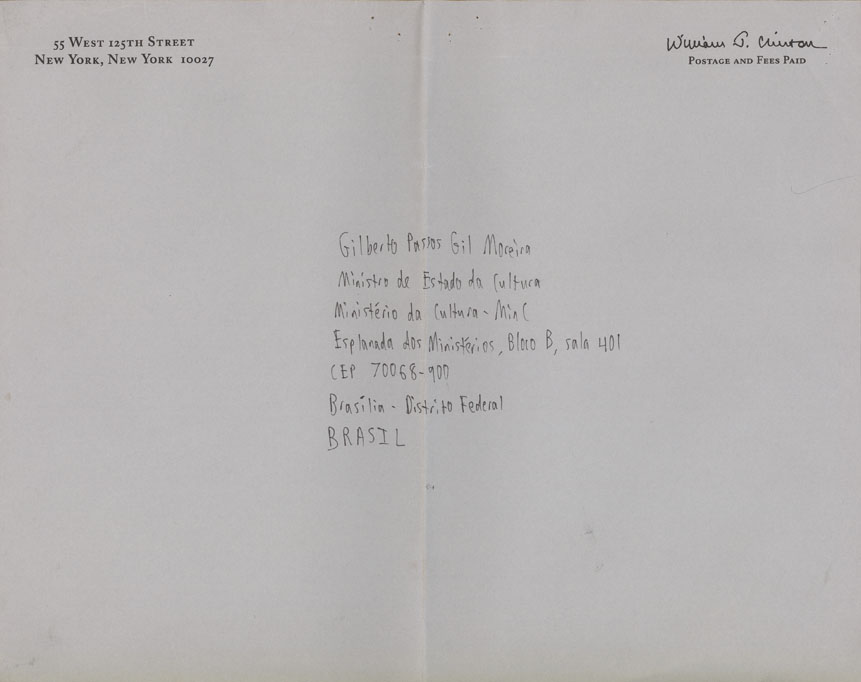 55 West 125th Street
New York, New York 10027
William J. Clinton
Postage and Fees Paid
Gilberto Passos Gil Moreira
Ministro de Estado da Cultura
Ministério da Cultura - MinC
Esplanada dos Ministérios, Bloco B, sala 401
CEP 70068-900
Brasília - Distrito Federal
BRASIL